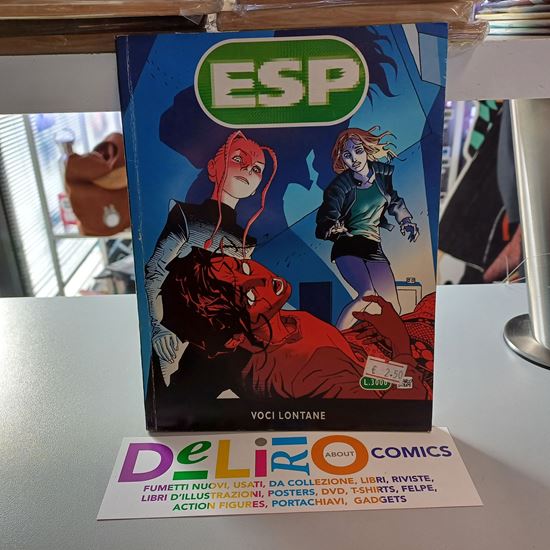 ESP
€ 2.50
L.3000
VOCI LONTANE
DeLiRiO ABOUT COMICS
FUMETTI NUOVI, USATI, DA COLLEZIONE, LIBRI, RIVISTE,
LIBRI D'ILLUSTRAZIONI, POSTERS, DVD, T-SHIRTS, FELPE,
ACTION FIGURES, PORTACHIAVI, GADGETS